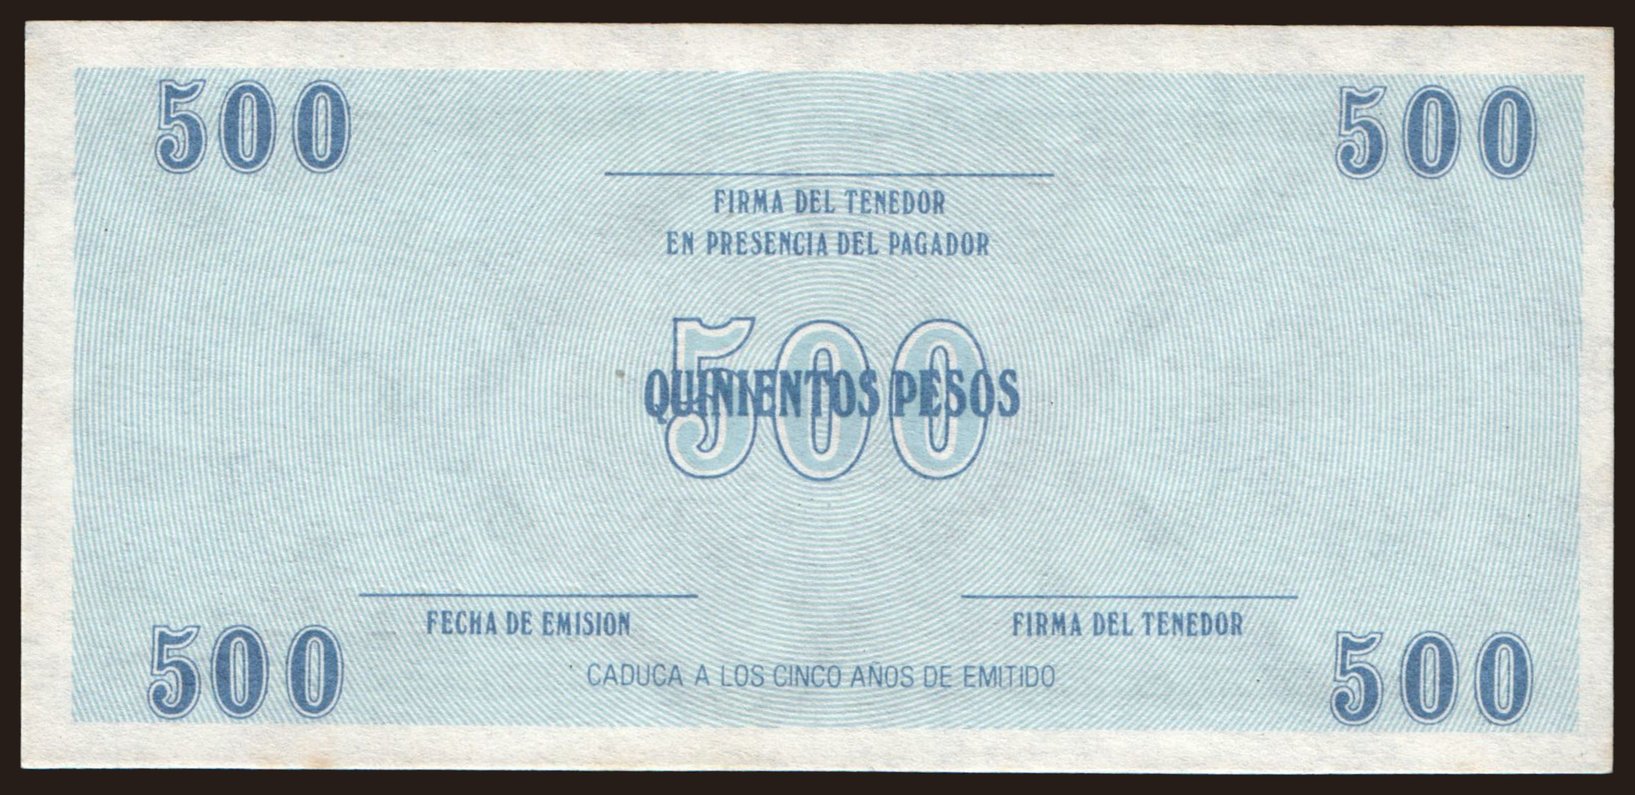 500 500
FIRMA DEL TENEDOR
EN PRESENCIA DEL PAGADOR
500
QUINIENTOS PESOS
FECHA DE EMISION
FIRMA DEL TENEDOR
500 500
CADUCA A LOS CINCO AÑOS DE EMITIDO